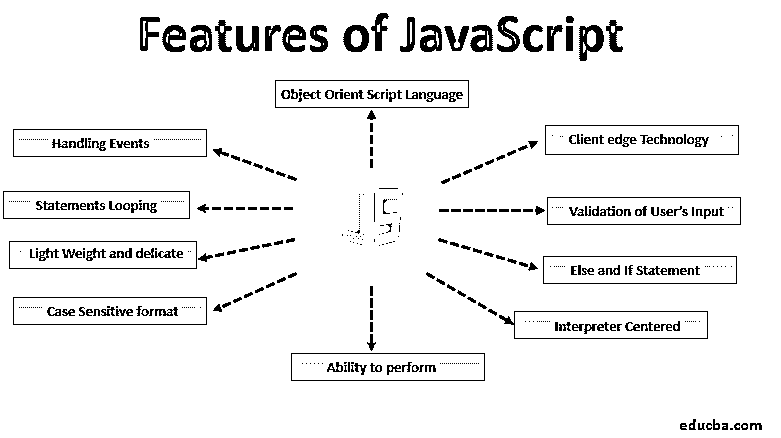 Features of JavaScript
Object Orient Script Language
Handling Events
Client edge Technology
Statements Looping
Validation of User's Input
JS
Light Weight and delicate
Else and If Statement
Case Sensitive format
Interpreter Centered
Ability to perform
educba.com